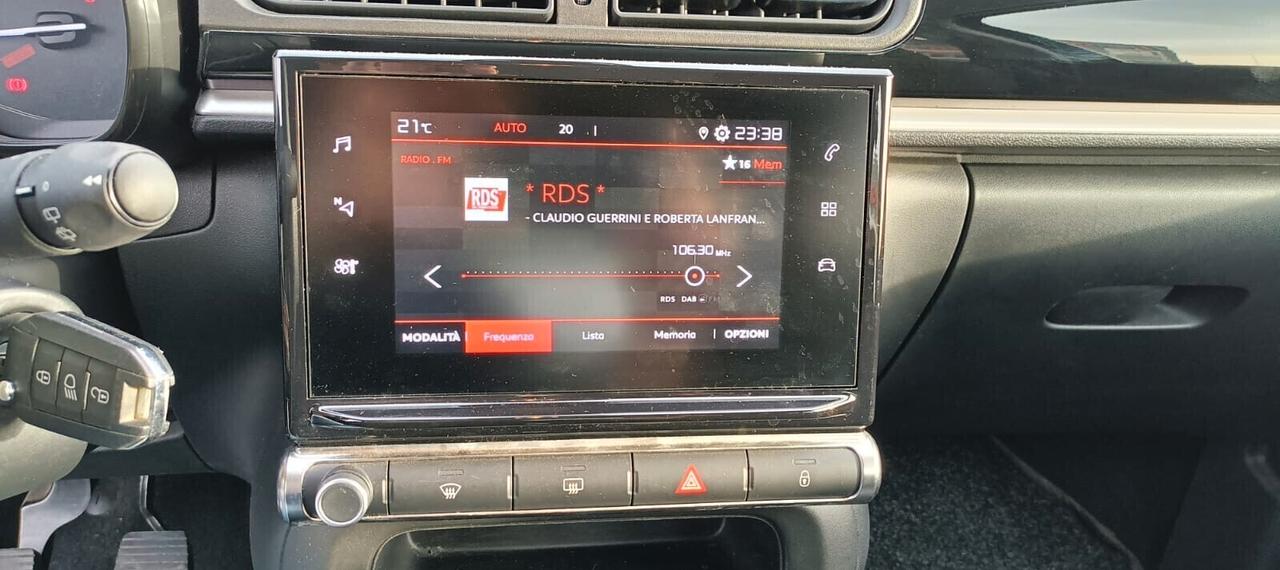 21°C AUTO 20 23:38
RADIO . FM 16 Mem
RDS * RDS *
- CLAUDIO GUERRINI E ROBERTA LANFRAN...
106.30 MHz
RDS DAB FM
MODALITÀ Frequenza Lista Memoria | OPZIONI
N